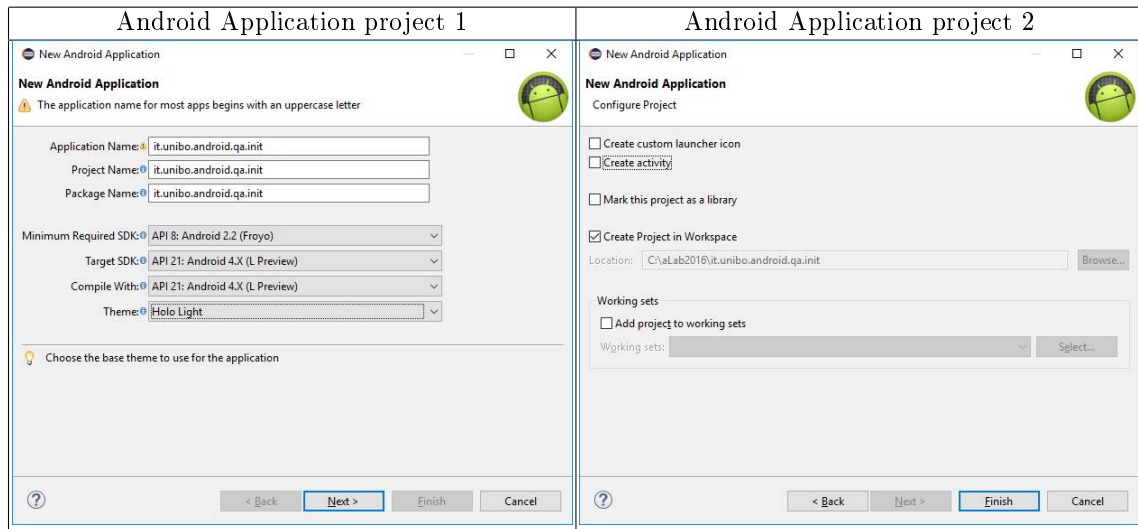 Android Application project 1
New Android Application
New Android Application
The application name for most apps begins with an uppercase letter
Application Name: it.unibo.android.qa.init
Project Name: it.unibo.android.qa.init
Package Name: it.unibo.android.qa.init
Minimum Required SDK: API 8: Android 2.2 (Froyo)
Target SDK: API 21: Android 4.X (L Preview)
Compile With: API 21: Android 4.X (L Preview)
Theme: Holo Light
Choose the base theme to use for the application
< Back Next > Finish Cancel
Android Application project 2
New Android Application
New Android Application
Configure Project
Create custom launcher icon
Create activity
Mark this project as a library
Create Project in Workspace
Location: C:\aLab2016\it.unibo.android.qa.init Browse...
Working sets
Add project to working sets
Working sets: Select...
< Back Next > Finish Cancel